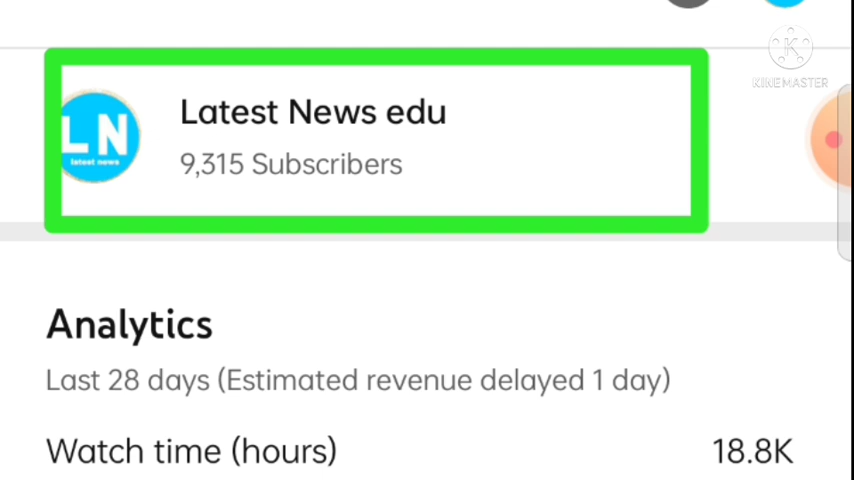 KINEMASTER
LN
latest news
Latest News edu
9,315 Subscribers
Analytics
Last 28 days (Estimated revenue delayed 1 day)
Watch time (hours) 18.8K